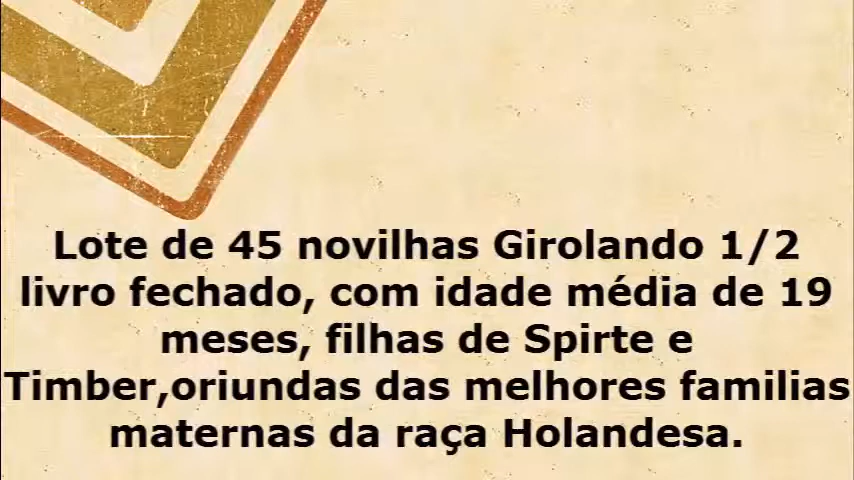 Lote de 45 novilhas Girolando 1/2
livro fechado, com idade média de 19
meses, filhas de Spirte e
Timber,oriundas das melhores familias
maternas da raça Holandesa.